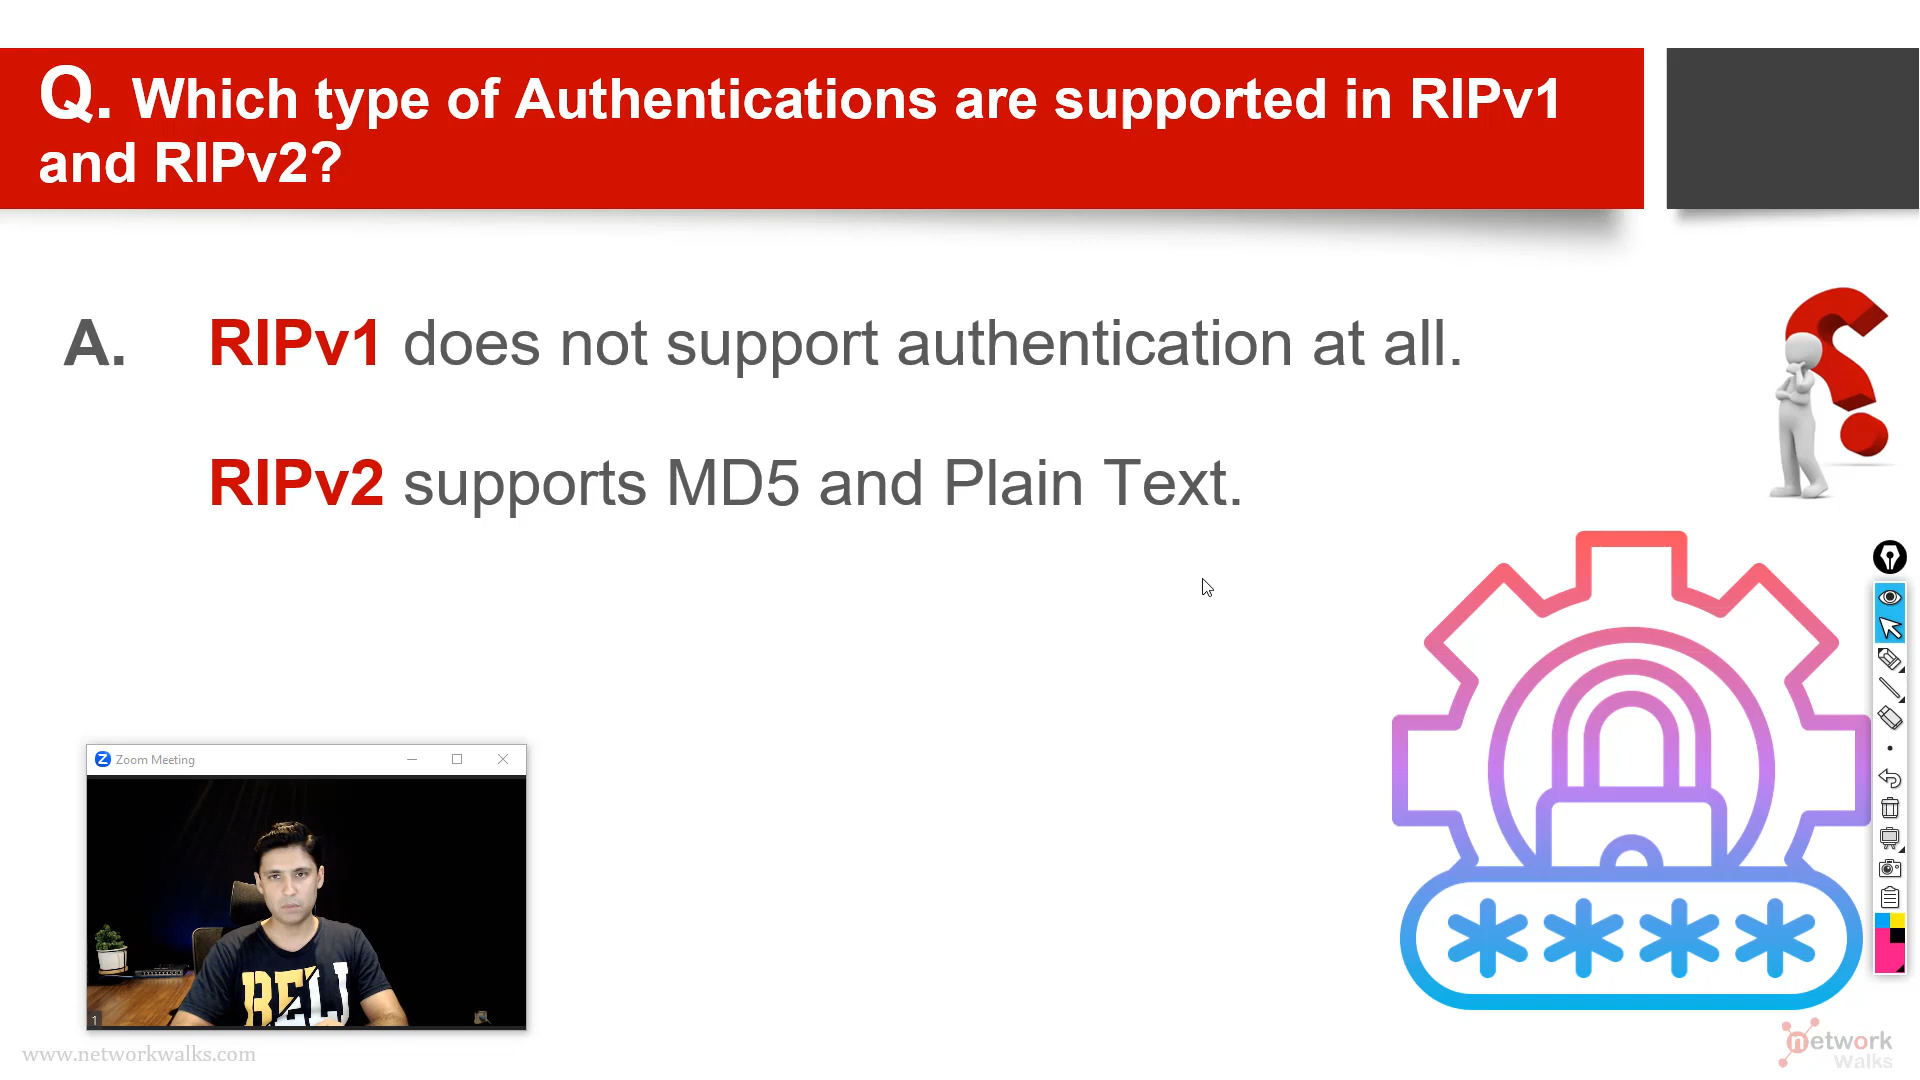 Q. Which type of Authentications are supported in RIPv1
and RIPv2?
A. RIPv1 does not support authentication at all.
RIPv2 supports MD5 and Plain Text.
Zoom Meeting
1
www.networkwalks.com
network
Walks